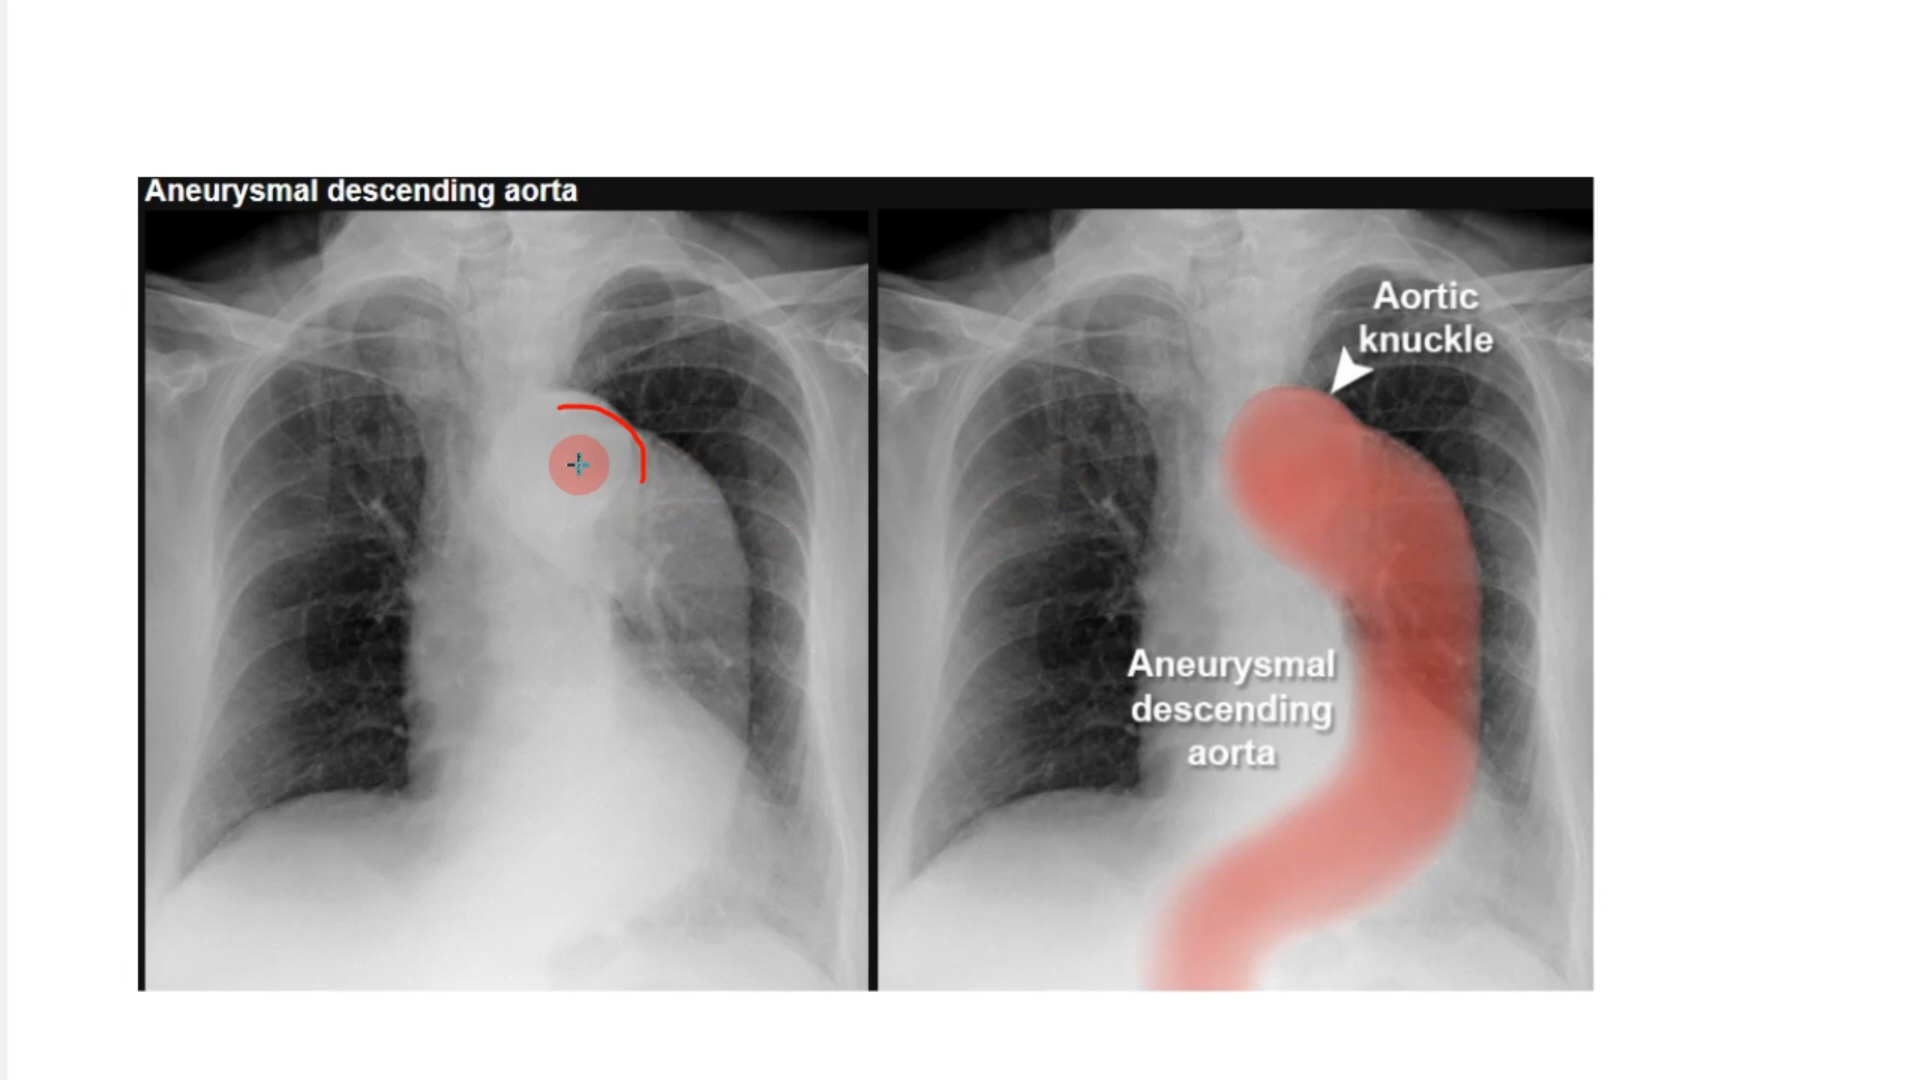 Aneurysmal descending aorta
Aortic
knuckle
Aneurysmal
descending
aorta